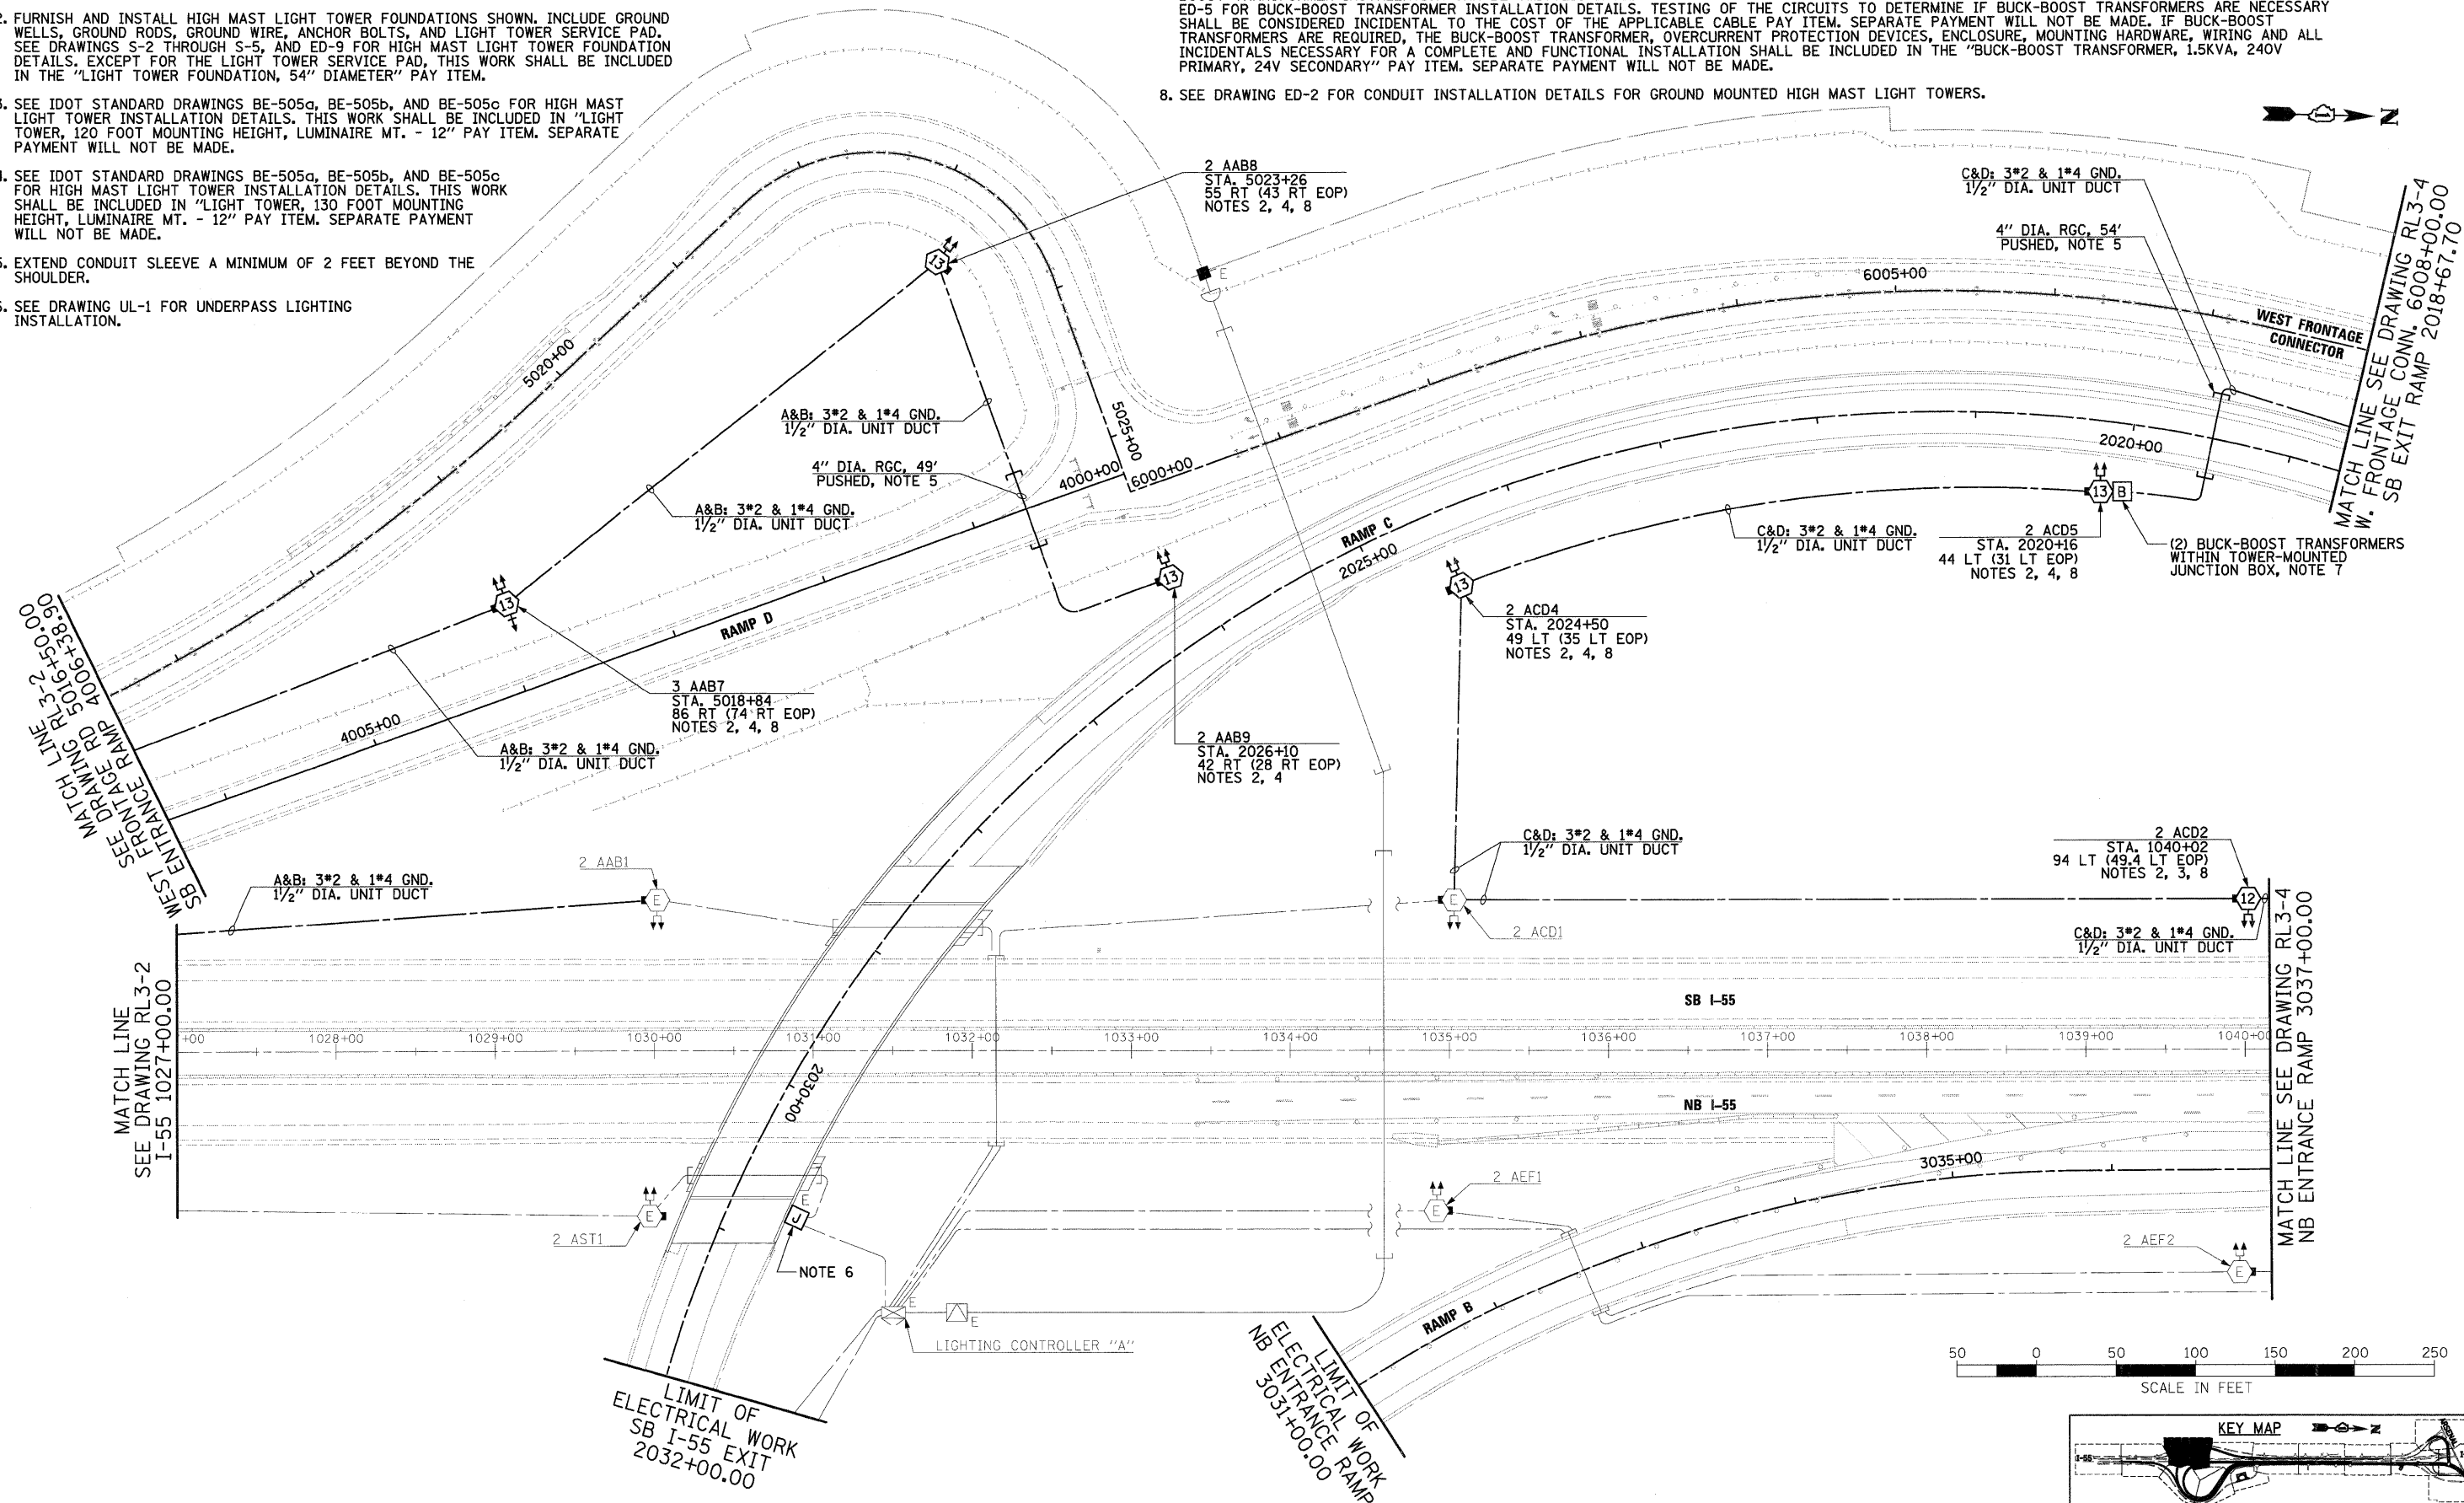 2. FURNISH AND INSTALL HIGH MAST LIGHT TOWER FOUNDATIONS SHOWN. INCLUDE GROUND
WELLS, GROUND RODS, GROUND WIRE, ANCHOR BOLTS, AND LIGHT TOWER SERVICE PAD.
SEE DRAWINGS S-2 THROUGH S-5, AND ED-9 FOR HIGH MAST LIGHT TOWER FOUNDATION
DETAILS. EXCEPT FOR THE LIGHT TOWER SERVICE PAD, THIS WORK SHALL BE INCLUDED
IN THE "LIGHT TOWER FOUNDATION, 54" DIAMETER" PAY ITEM.
3. SEE IDOT STANDARD DRAWINGS BE-505a, BE-505b, AND BE-505c FOR HIGH MAST
LIGHT TOWER INSTALLATION DETAILS. THIS WORK SHALL BE INCLUDED IN "LIGHT
TOWER, 120 FOOT MOUNTING HEIGHT, LUMINAIRE MT. - 12" PAY ITEM. SEPARATE
PAYMENT WILL NOT BE MADE.
SEE IDOT STANDARD DRAWINGS BE-505a, BE-505b, AND BE-505c
FOR HIGH MAST LIGHT TOWER INSTALLATION DETAILS. THIS WORK
SHALL BE INCLUDED IN "LIGHT TOWER, 130 FOOT MOUNTING
HEIGHT, LUMINAIRE MT. - 12" PAY ITEM. SEPARATE PAYMENT
WILL NOT BE MADE.
EXTEND CONDUIT SLEEVE A MINIMUM OF 2 FEET BEYOND THE
SHOULDER.
SEE DRAWING UL-1 FOR UNDERPASS LIGHTING
INSTALLATION.
ED-5 FOR BUCK-BOOST TRANSFORMER INSTALLATION DETAILS. TESTING OF THE CIRCUITS TO DETERMINE IF BUCK-BOOST TRANSFORMERS ARE NECESSARY
SHALL BE CONSIDERED INCIDENTAL TO THE COST OF THE APPLICABLE CABLE PAY ITEM. SEPARATE PAYMENT WILL NOT BE MADE. IF BUCK-BOOST
TRANSFORMERS ARE REQUIRED, THE BUCK-BOOST TRANSFORMER, OVERCURRENT PROTECTION DEVICES, ENCLOSURE, MOUNTING HARDWARE, WIRING AND ALL
INCIDENTALS NECESSARY FOR A COMPLETE AND FUNCTIONAL INSTALLATION SHALL BE INCLUDED IN THE "BUCK-BOOST TRANSFORMER, 1.5KVA, 240V
PRIMARY, 24V SECONDARY" PAY ITEM. SEPARATE PAYMENT WILL NOT BE MADE.
8. SEE DRAWING ED-2 FOR CONDUIT INSTALLATION DETAILS FOR GROUND MOUNTED HIGH MAST LIGHT TOWERS.
N
2 AAB8
STA. 5023+26
55 RT (43 RT EOP)
NOTES 2, 4, 8
C&D: 3#2 & 1#4 GND.
1½" DIA. UNIT DUCT
4" DIA. RGC, 54'
PUSHED, NOTE 5
MATCH LINE SEE DRAWING RL3-4
W. FRONTAGE CONN. 6008+00.00
SB EXIT RAMP 2018+67.70
13
E
6005+00
WEST FRONTAGE
CONNECTOR
5020+00
A&B: 3#2 & 1#4 GND.
1½" DIA. UNIT DUCT
5025+00
4" DIA. RGC, 49'
PUSHED, NOTE 5
4000+00
6000+00
2020+00
A&B: 3#2 & 1#4 GND.
1½" DIA. UNIT DUCT
RAMP C
2025+00
13
B
C&D: 3#2 & 1#4 GND.
1½" DIA. UNIT DUCT
2 ACD5
STA. 2020+16
44 LT (31 LT EOP)
NOTES 2, 4, 8
(2) BUCK-BOOST TRANSFORMERS
WITHIN TOWER-MOUNTED
JUNCTION BOX, NOTE 7
13
13
13
2 ACD4
STA. 2024+50
49 LT (35 LT EOP)
NOTES 2, 4, 8
RAMP D
MATCH LINE
SEE DRAWING RL3-2
WEST FRONTAGE RD 5016+50.00
SB ENTRANCE RAMP 4006+38.90
3 AAB7
STA. 5018+84
86 RT (74 RT EOP)
NOTES 2, 4, 8
4005+00
A&B: 3#2 & 1#4 GND.
1½" DIA. UNIT DUCT
2 AAB9
STA. 2026+10
42 RT (28 RT EOP)
NOTES 2, 4
C&D: 3#2 & 1#4 GND.
1½" DIA. UNIT DUCT
2 ACD2
STA. 1040+02
94 LT (49.4 LT EOP)
NOTES 2, 3, 8
2 AAB1
A&B: 3#2 & 1#4 GND.
1½" DIA. UNIT DUCT
E
E
12
2 ACD1
C&D: 3#2 & 1#4 GND.
1½" DIA. UNIT DUCT
MATCH LINE
SEE DRAWING RL3-2
I-55 1027+00.00
SB I-55
+00
1028+00
1029+00
1030+00
1031+00
1032+00
1033+00
1034+00
1035+00
1036+00
1037+00
1038+00
1039+00
1040+00
MATCH LINE SEE DRAWING RL3-4
NB ENTRANCE RAMP 3037+00.00
2030+00
NB I-55
3035+00
2 AEF1
E
2 AST1
E
E
J
2 AEF2
E
NOTE 6
E
E
LIGHTING CONTROLLER "A"
RAMP B
LIMIT OF
ELECTRICAL WORK
SB I-55 EXIT
2032+00.00
LIMIT OF
ELECTRICAL WORK
NB ENTRANCE RAMP
3031+00.00
50 0 50 100 150 200 250
SCALE IN FEET
KEY MAP
N
I-55